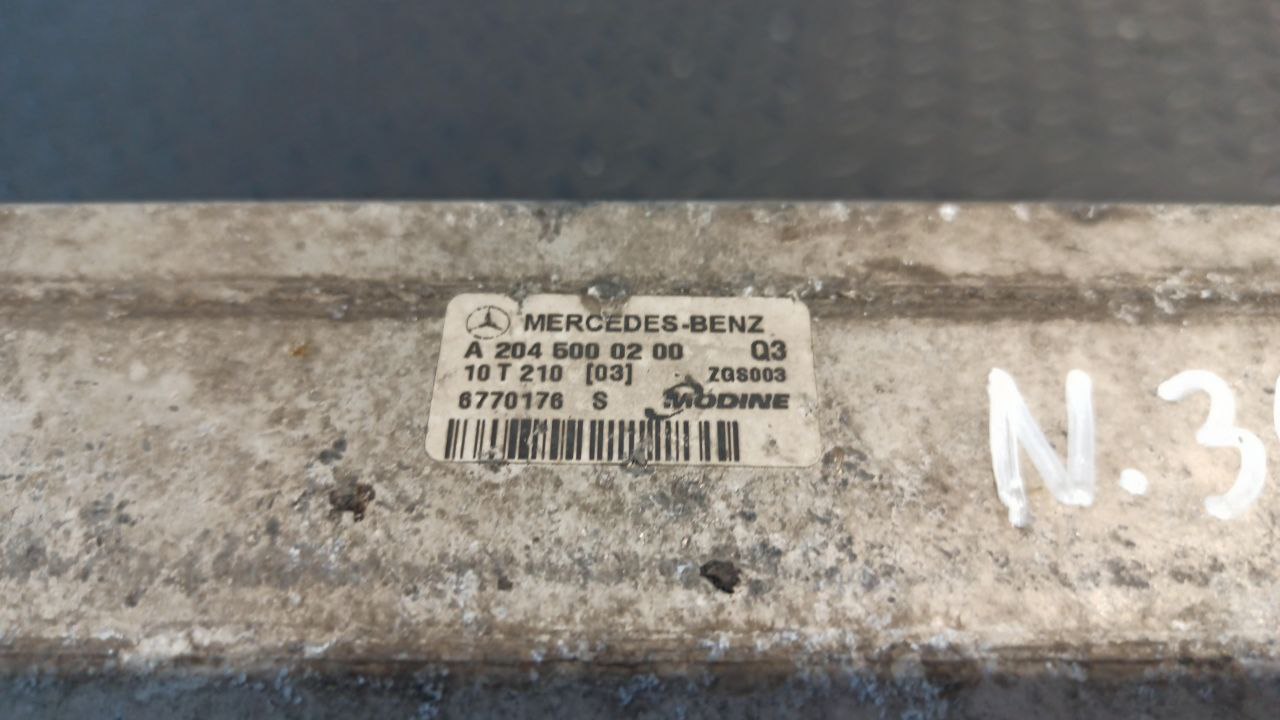 MERCEDES-BENZ
A 204 500 02 00 Q3
10 T 210 [03] ZGS003
6770176 S MODINE
N.3